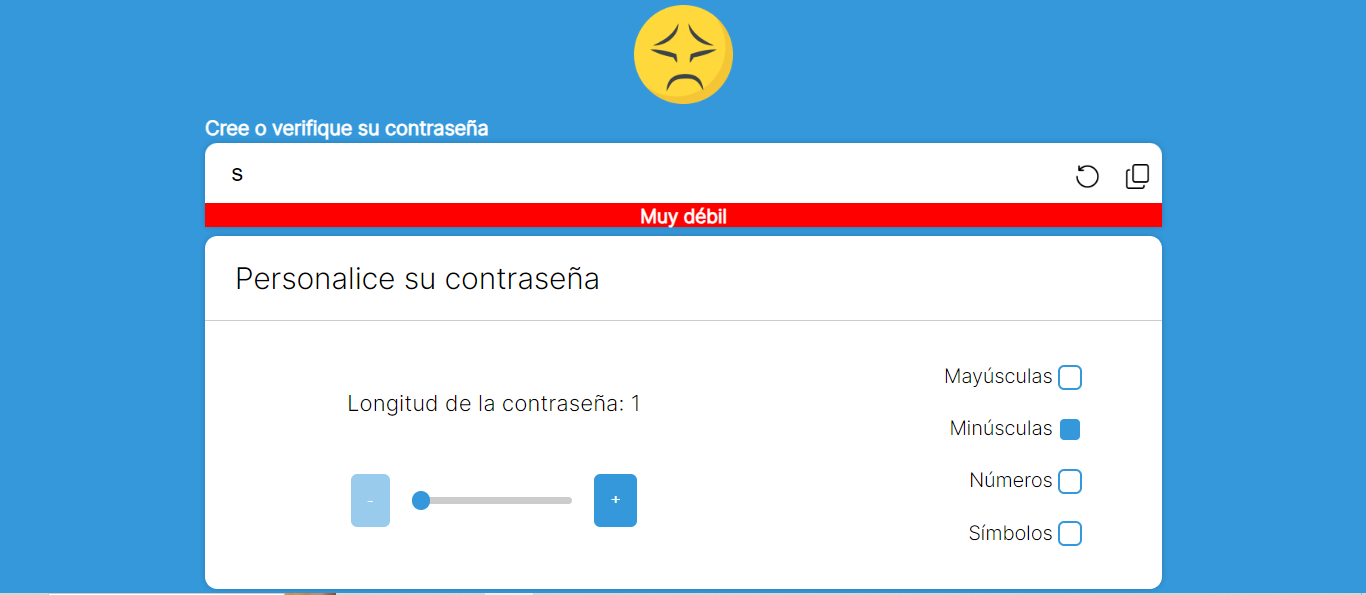 Cree o verifique su contraseña
s
Muy débil
Personalice su contraseña
Mayúsculas
Longitud de la contraseña: 1
Minúsculas
Números
- +
Símbolos